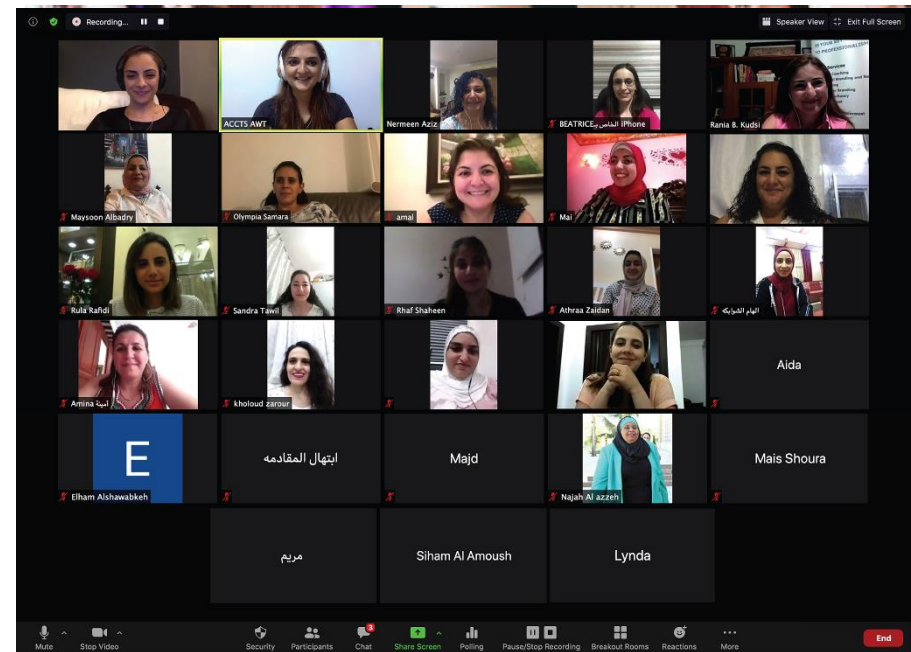 Recording...
Speaker View
Exit Full Screen
ACCTS AWT
Nermeen Aziz
BEATRICE الخاص بـ iPhone
Rania B. Kudsi
Maysoon Albadry
Olympia Samara
amal
Mai
Rula Rafidi
Sandra Tawil
Rhaf Shaheen
Athraa Zaidan
الهام الشوابكه
Amina أمينة
kholoud zarour
Aida
E
Elham Alshawabkeh
ابتهال المقادمه
Majd
Najah Al azzeh
Mais Shoura
مريم
Siham Al Amoush
Lynda
Mute
Stop Video
Security
Participants
3
Chat
Share Screen
Polling
Pause/Stop Recording
Breakout Rooms
Reactions
More
End